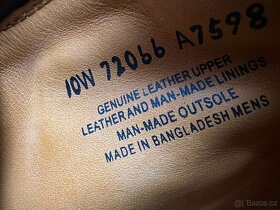 10W 72066 A7598
GENUINE LEATHER UPPER
LEATHER AND MAN-MADE LININGS
MAN-MADE OUTSOLE
MADE IN BANGLADESH MENS
Bazos.cz